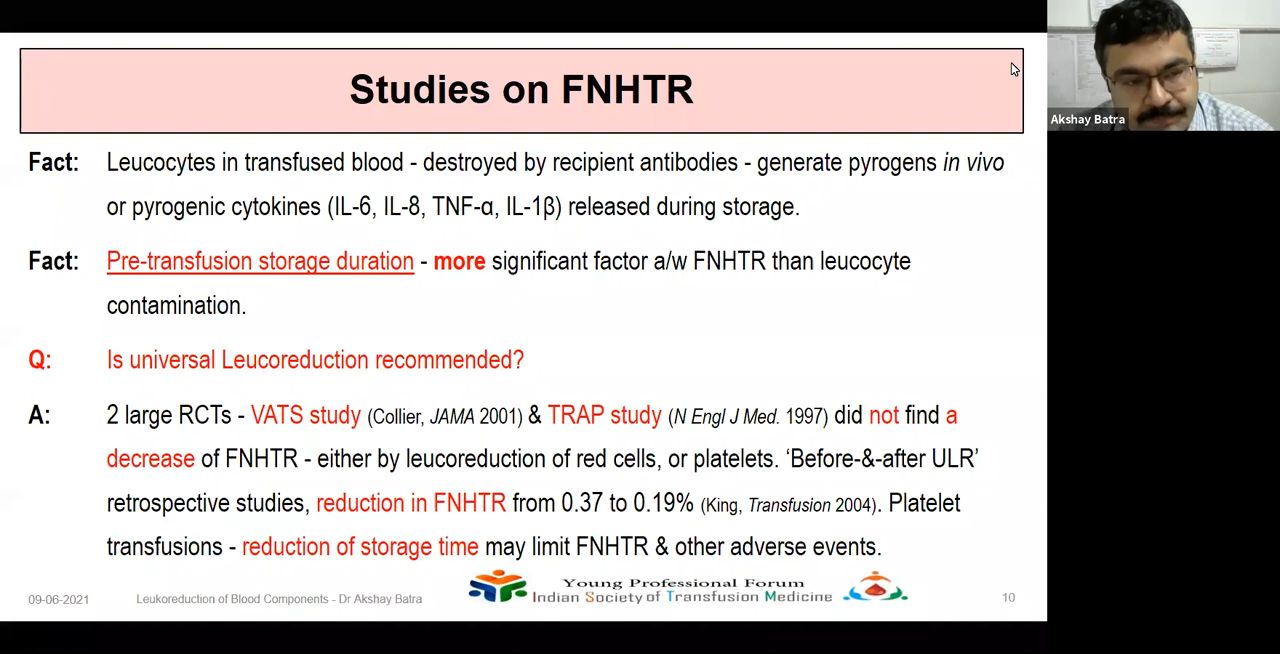 Studies on FNHTR
Akshay Batra
Fact: Leucocytes in transfused blood - destroyed by recipient antibodies - generate pyrogens in vivo
or pyrogenic cytokines (IL-6, IL-8, TNF-α, IL-1β) released during storage.
Fact: Pre-transfusion storage duration - more significant factor a/w FNHTR than leucocyte
contamination.
Q: Is universal Leucoreduction recommended?
A: 2 large RCTs - VATS study (Collier, JAMA 2001) & TRAP study (N Engl J Med. 1997) did not find a
decrease of FNHTR - either by leucoreduction of red cells, or platelets. ‘Before-&-after ULR’
retrospective studies, reduction in FNHTR from 0.37 to 0.19% (King, Transfusion 2004). Platelet
transfusions - reduction of storage time may limit FNHTR & other adverse events.
Young Professional Forum
Indian Society of Transfusion Medicine
09-06-2021
Leukoreduction of Blood Components - Dr Akshay Batra
10